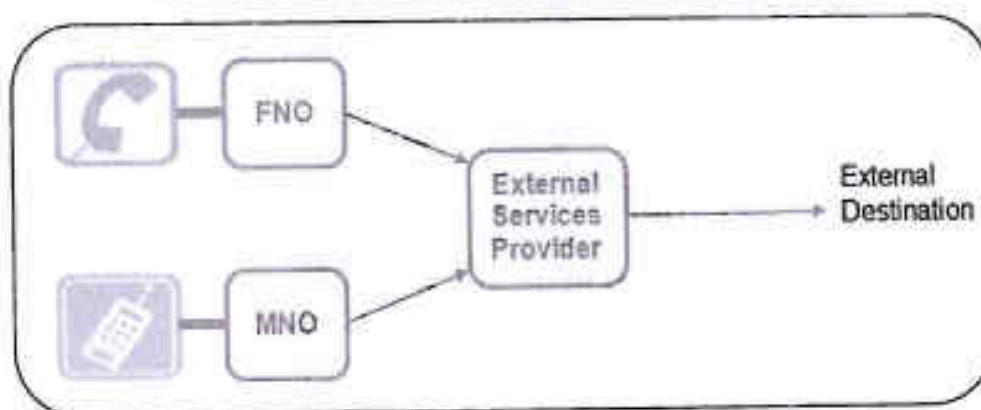 FNO
External
Services
Provider
External
Destination
MNO